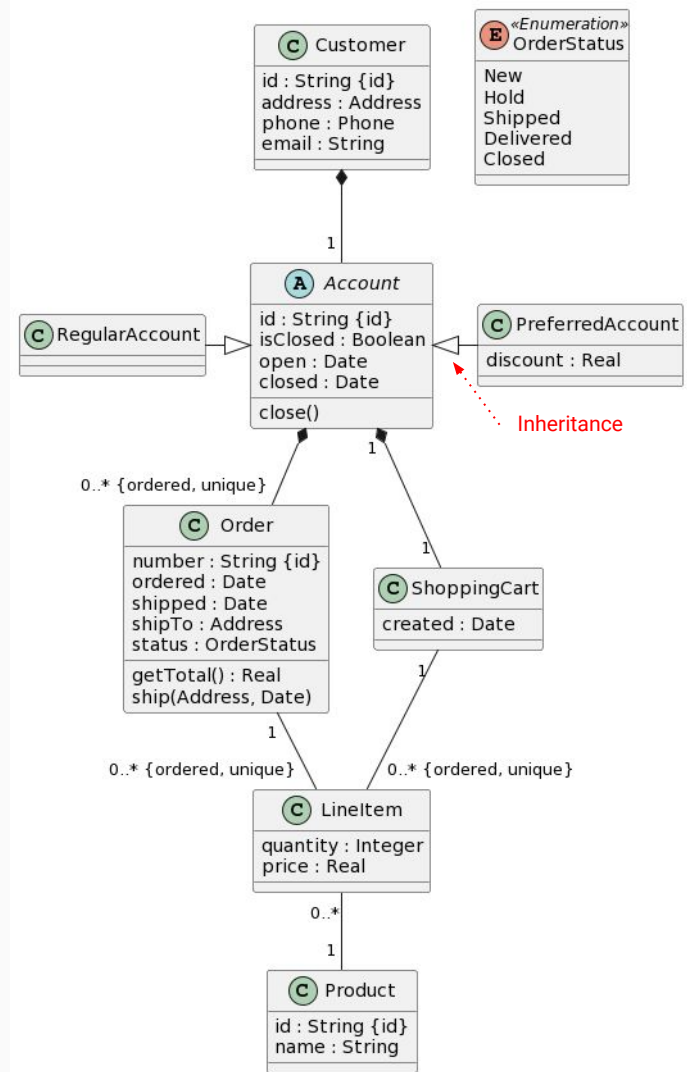 C Customer
id : String {id}
address : Address
phone : Phone
email : String
E «Enumeration»
OrderStatus
New
Hold
Shipped
Delivered
Closed
1
A Account
id : String {id}
isClosed : Boolean
open : Date
closed : Date
close()
C RegularAccount
C PreferredAccount
discount : Real
Inheritance
1
0..* {ordered, unique}
1
C Order
number : String {id}
ordered : Date
shipped : Date
shipTo : Address
status : OrderStatus
getTotal() : Real
ship(Address, Date)
C ShoppingCart
created : Date
1
1
0..* {ordered, unique}
0..* {ordered, unique}
C LineItem
quantity : Integer
price : Real
0..*
1
C Product
id : String {id}
name : String